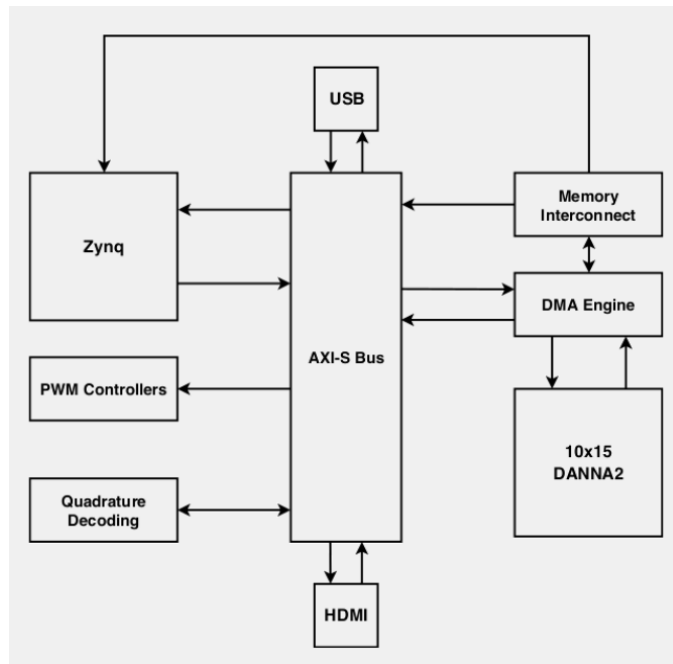 USB
Memory
Interconnect
Zynq
DMA Engine
AXI-S Bus
PWM Controllers
10x15
DANNA2
Quadrature
Decoding
HDMI